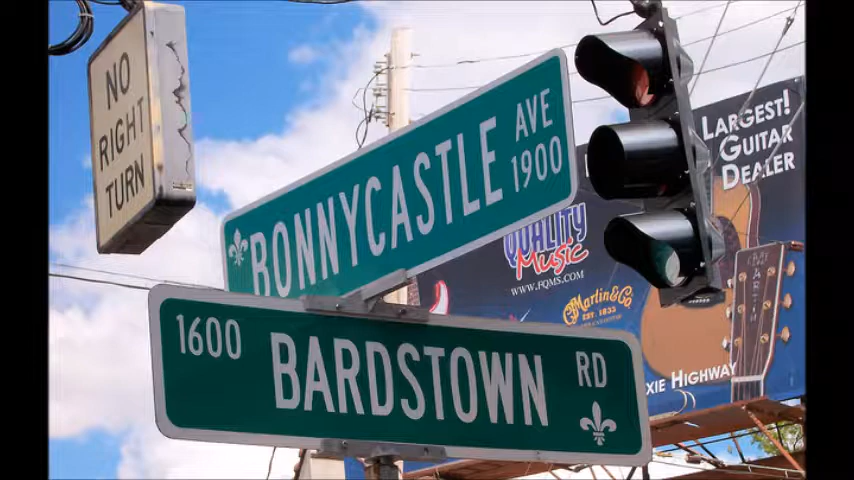 NO
RIGHT
TURN
BONNYCASTLE AVE
1900
1600 BARDSTOWN RD
LARGEST!
GUITAR
DEALER
QUALITY
Music
WWW.FQMS.COM
Martin & Co
EST. 1833
XIE HIGHWAY